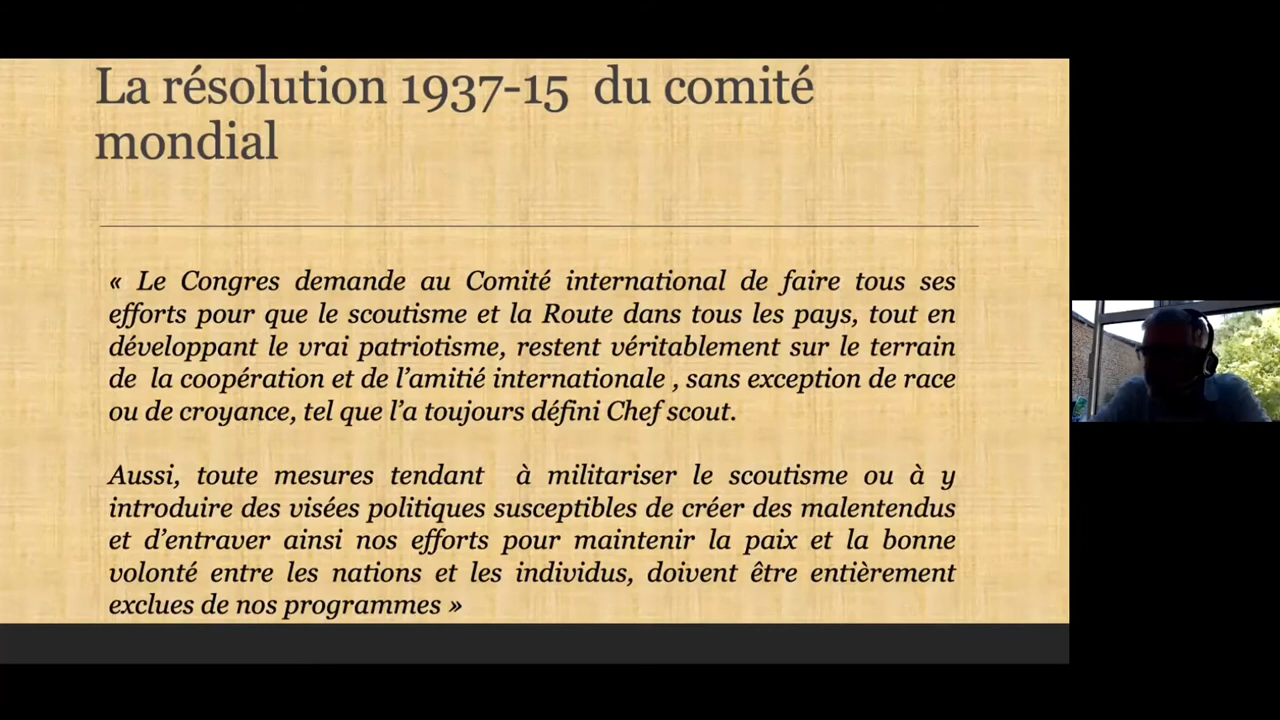 La résolution 1937-15 du comité
mondial
« Le Congres demande au Comité international de faire tous ses
efforts pour que le scoutisme et la Route dans tous les pays, tout en
développant le vrai patriotisme, restent véritablement sur le terrain
de la coopération et de l’amitié internationale , sans exception de race
ou de croyance, tel que l’a toujours défini Chef scout.
Aussi, toute mesures tendant à militariser le scoutisme ou à y
introduire des visées politiques susceptibles de créer des malentendus
et d’entraver ainsi nos efforts pour maintenir la paix et la bonne
volonté entre les nations et les individus, doivent être entièrement
exclues de nos programmes »